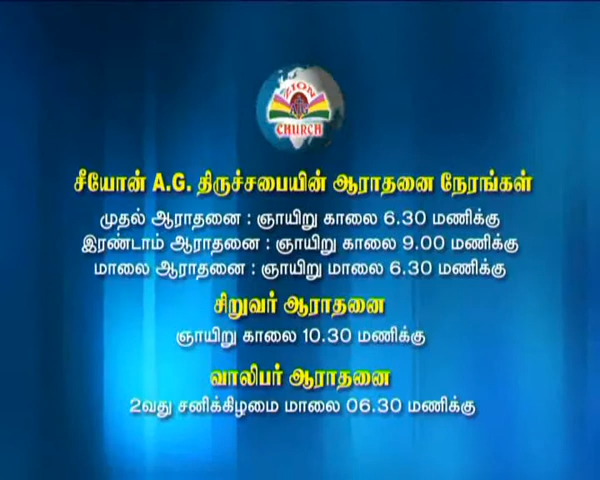 ZION
AG
CHURCH
சீயோன் A.G. திருச்சபையின் ஆராதனை நேரங்கள்
முதல் ஆராதனை : ஞாயிறு காலை 6.30 மணிக்கு
இரண்டாம் ஆராதனை : ஞாயிறு காலை 9.00 மணிக்கு
மாலை ஆராதனை : ஞாயிறு மாலை 6.30 மணிக்கு
சிறுவர் ஆராதனை
ஞாயிறு காலை 10.30 மணிக்கு
வாலிபர் ஆராதனை
2வது சனிக்கிழமை மாலை 06.30 மணிக்கு